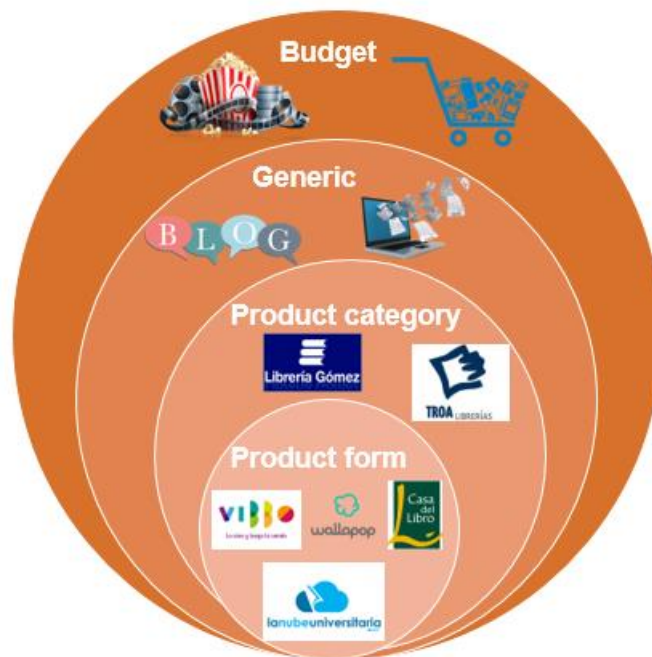 Budget
Generic
BLOG
Product category
Librería Gómez
TROA LIBRERÍAS
Product form
vibbo
wallapop
Casa
del
Libro
lanubeuniversitaria